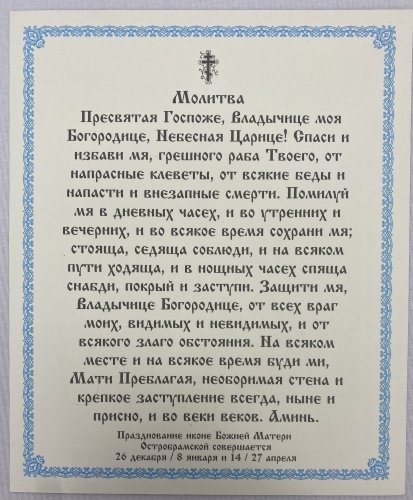 Молитва
Пресвятая Госпоже, Владычице моя
Богородице, Небесная Царице! Спаси и
избави мя, грешного раба Твоего, от
напрасные клеветы, от всякие беды и
напасти и внезапные смерти. Помилуй
мя в дневных часех, и во утренних и
вечерних, и во всякое время сохрани мя;
стояща, седяща соблюди, и на всяком
пути ходяща, и в нощных часех спяща
снабди, покрый и заступи. Защити мя,
Владычице Богородице, от всех враг
моих, видимых и невидимых, и от
всякого злаго обстояния. На всяком
месте и на всякое время буди ми,
Мати Преблагая, необоримая стена и
крепкое заступление всегда, ныне и
присно, и во веки веков. Аминь.
Празднование иконе Божией Матери
Остробрамской совершается
26 декабря / 8 января и 14 / 27 апреля